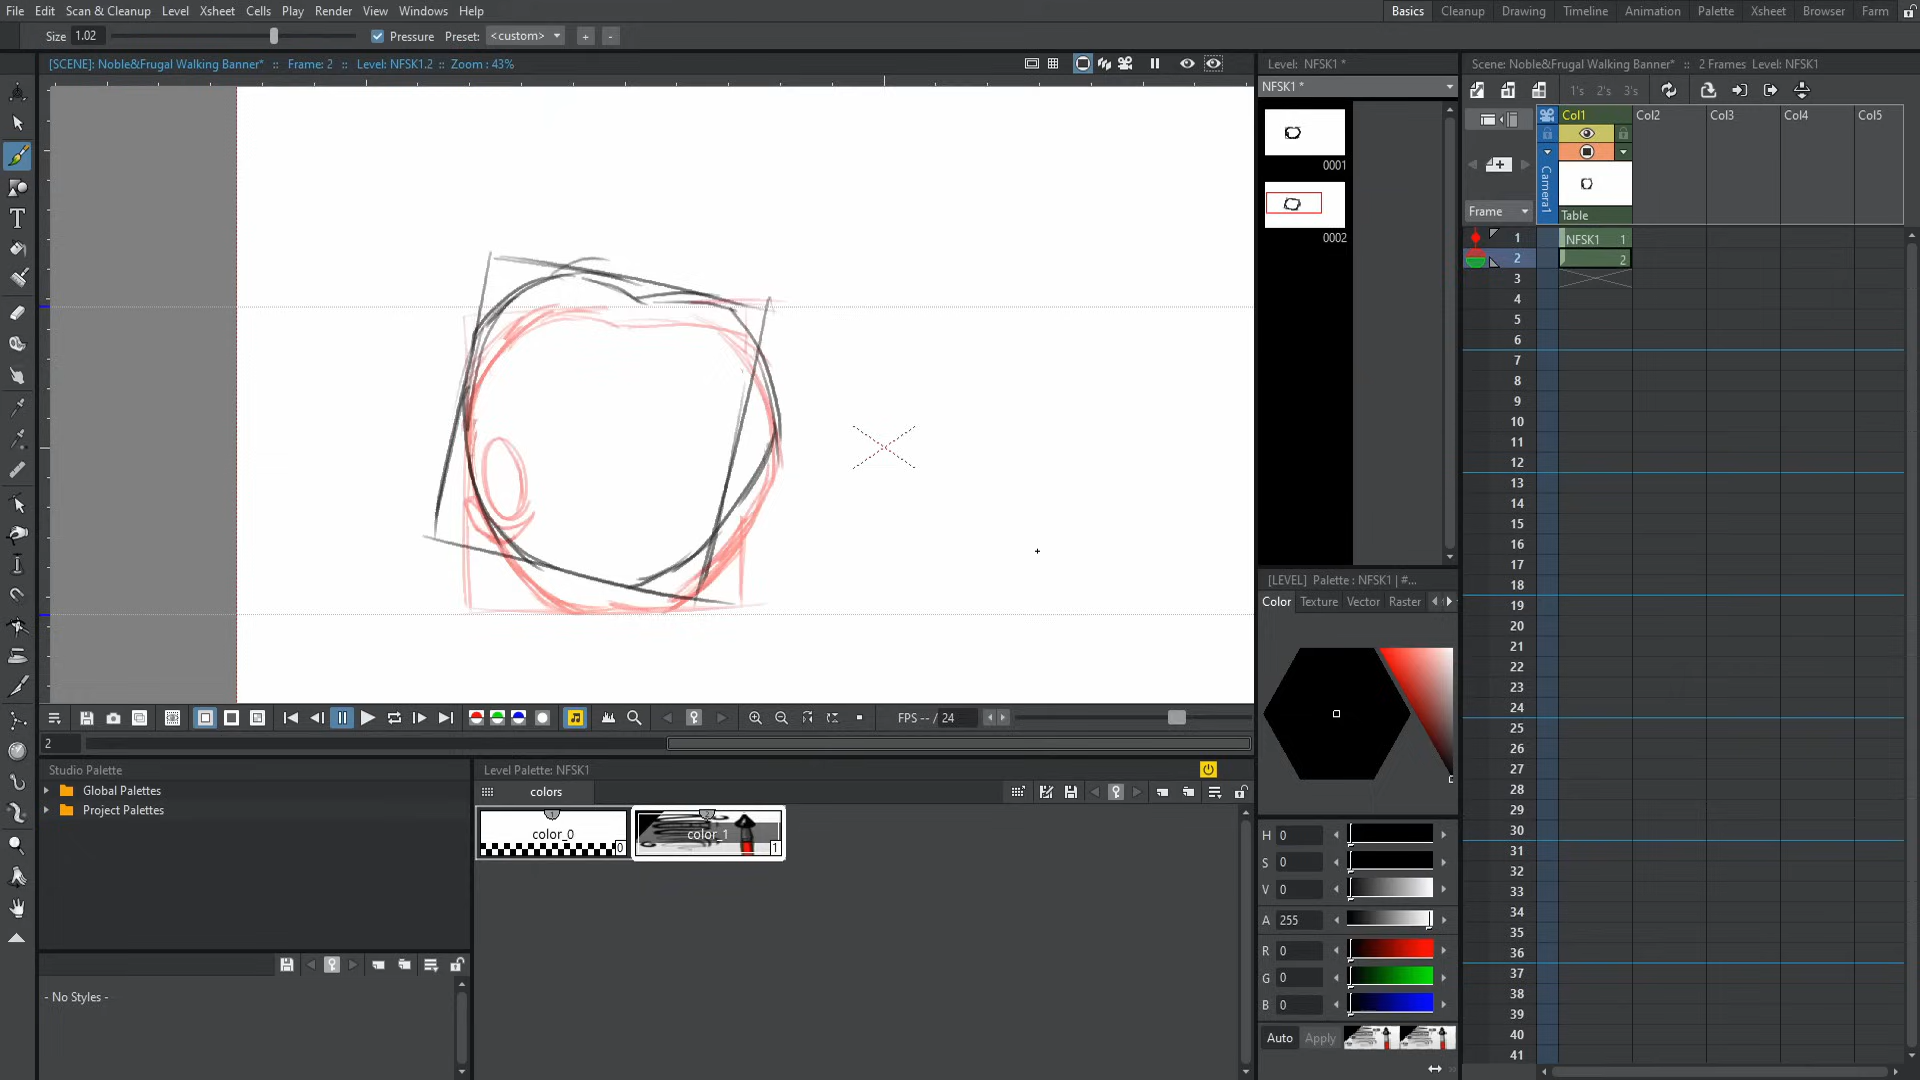 File Edit Scan & Cleanup Level Xsheet Cells Play Render View Windows Help
Basics Cleanup Drawing Timeline Animation Palette Xsheet Browser Farm
Size 1.02 Pressure Preset: <custom> + -
[SCENE]: Noble&Frugal Walking Banner* :: Frame: 2 :: Level: NFSK1.2 :: Zoom : 43%
Level: NFSK1 *
Scene: Noble&Frugal Walking Banner* :: 2 Frames Level: NFSK1
NFSK1 *
1's 2's 3's
Col1 Col2 Col3 Col4 Col5
0001
Camera1
Frame
Table
0002
1 NFSK1 1
2 2
3
4
5
6
7
8
9
10
11
12
13
14
15
16
17
18
19
20
21
22
23
24
25
26
27
28
29
30
31
32
33
34
35
36
37
38
39
40
41
[LEVEL] Palette : NFSK1 | #...
Color Texture Vector Raster
FPS -- / 24
2
Studio Palette
Global Palettes
Project Palettes
Level Palette: NFSK1
colors
color_0 0
color_1 1
H 0
S 0
V 0
A 255
R 0
G 0
B 0
Auto Apply
- No Styles -